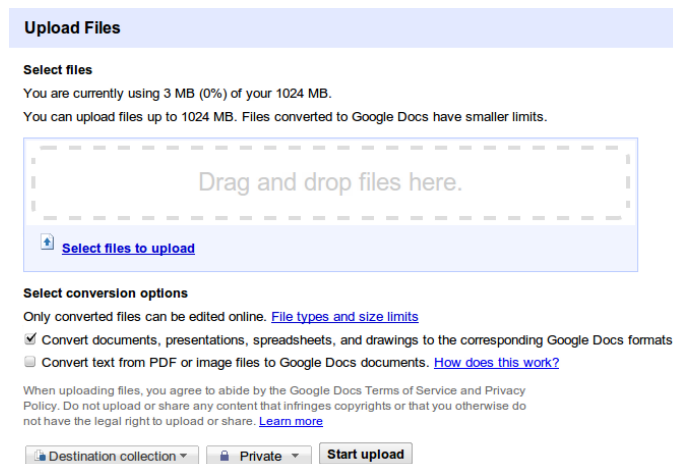 Upload Files
Select files
You are currently using 3 MB (0%) of your 1024 MB.
You can upload files up to 1024 MB. Files converted to Google Docs have smaller limits.
Drag and drop files here.
Select files to upload
Select conversion options
Only converted files can be edited online. File types and size limits
Convert documents, presentations, spreadsheets, and drawings to the corresponding Google Docs formats
Convert text from PDF or image files to Google Docs documents. How does this work?
When uploading files, you agree to abide by the Google Docs Terms of Service and Privacy
Policy. Do not upload or share any content that infringes copyrights or that you otherwise do
not have the legal right to upload or share. Learn more
Destination collection Private Start upload